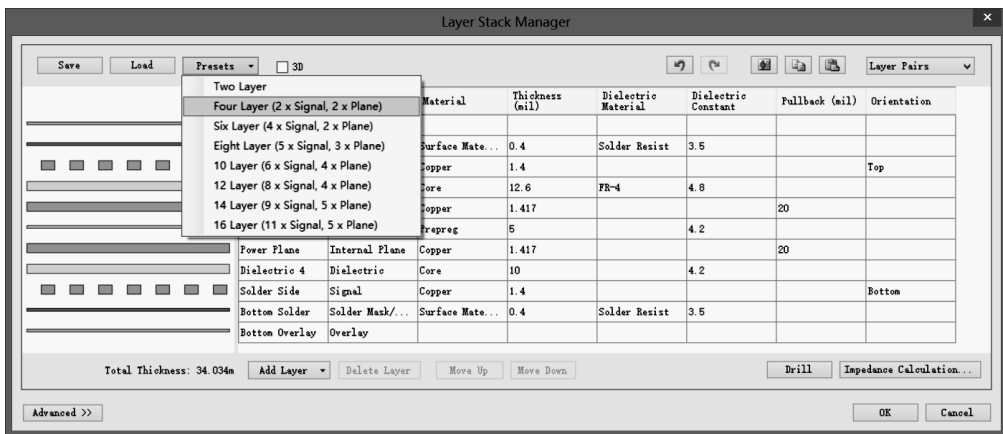 Layer Stack Manager
Save Load Presets 3D Layer Pairs
Two Layer
Four Layer (2 x Signal, 2 x Plane)
Six Layer (4 x Signal, 2 x Plane)
Eight Layer (5 x Signal, 3 x Plane)
10 Layer (6 x Signal, 4 x Plane)
12 Layer (8 x Signal, 4 x Plane)
14 Layer (9 x Signal, 5 x Plane)
16 Layer (11 x Signal, 5 x Plane)
Material Thickness (mil) Dielectric Material Dielectric Constant Pullback (mil) Orientation
Surface Mate... 0.4 Solder Resist 3.5
Copper 1.4 Top
Core 12.6 FR-4 4.8
Copper 1.417 20
Prepreg 5 4.2
Power Plane Internal Plane Copper 1.417 20
Dielectric 4 Dielectric Core 10 4.2
Solder Side Signal Copper 1.4 Bottom
Bottom Solder Solder Mask/... Surface Mate... 0.4 Solder Resist 3.5
Bottom Overlay Overlay
Total Thickness: 34.034m Add Layer Delete Layer Move Up Move Down Drill Impedance Calculation...
Advanced >> OK Cancel